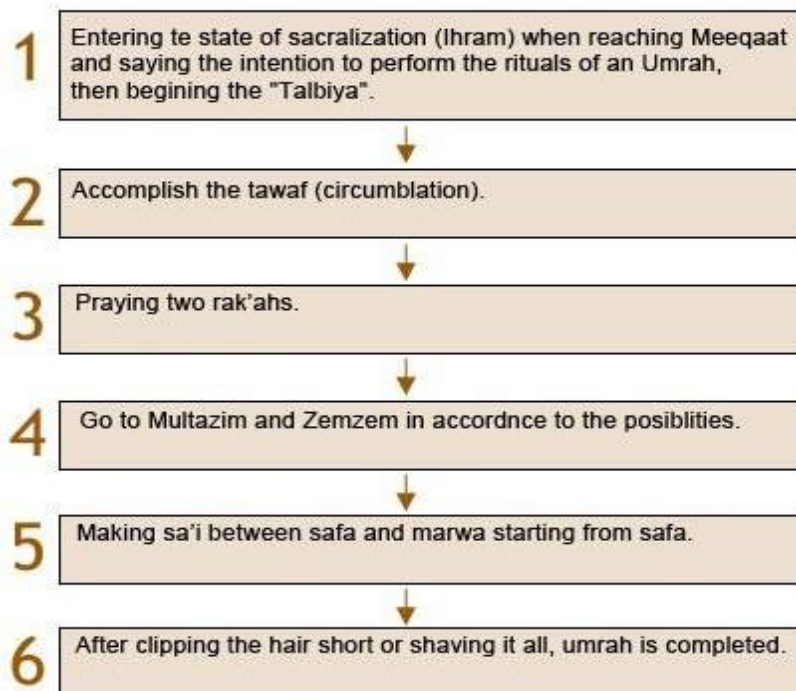 1
Entering te state of sacralization (Ihram) when reaching Meeqaat
and saying the intention to perform the rituals of an Umrah,
then begining the "Talbiya".
2
Accomplish the tawaf (circumblation).
3
Praying two rak'ahs.
4
Go to Multazim and Zemzem in accordnce to the posiblities.
5
Making sa'i between safa and marwa starting from safa.
6
After clipping the hair short or shaving it all, umrah is completed.